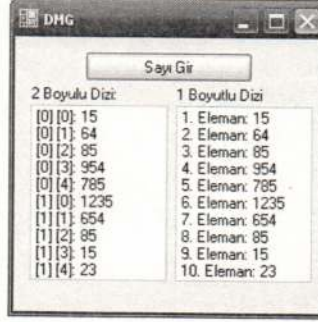 DMG
Sayı Gir
2 Boyulu Dizi:
1 Boyutlu Dizi
[0] [0]: 15
[0] [1]: 64
[0] [2]: 85
[0] [3]: 954
[0] [4]: 785
[1] [0]: 1235
[1] [1]: 654
[1] [2]: 85
[1] [3]: 15
[1] [4]: 23
1. Eleman: 15
2. Eleman: 64
3. Eleman: 85
4. Eleman: 954
5. Eleman: 785
6. Eleman: 1235
7. Eleman: 654
8. Eleman: 85
9. Eleman: 15
10. Eleman: 23